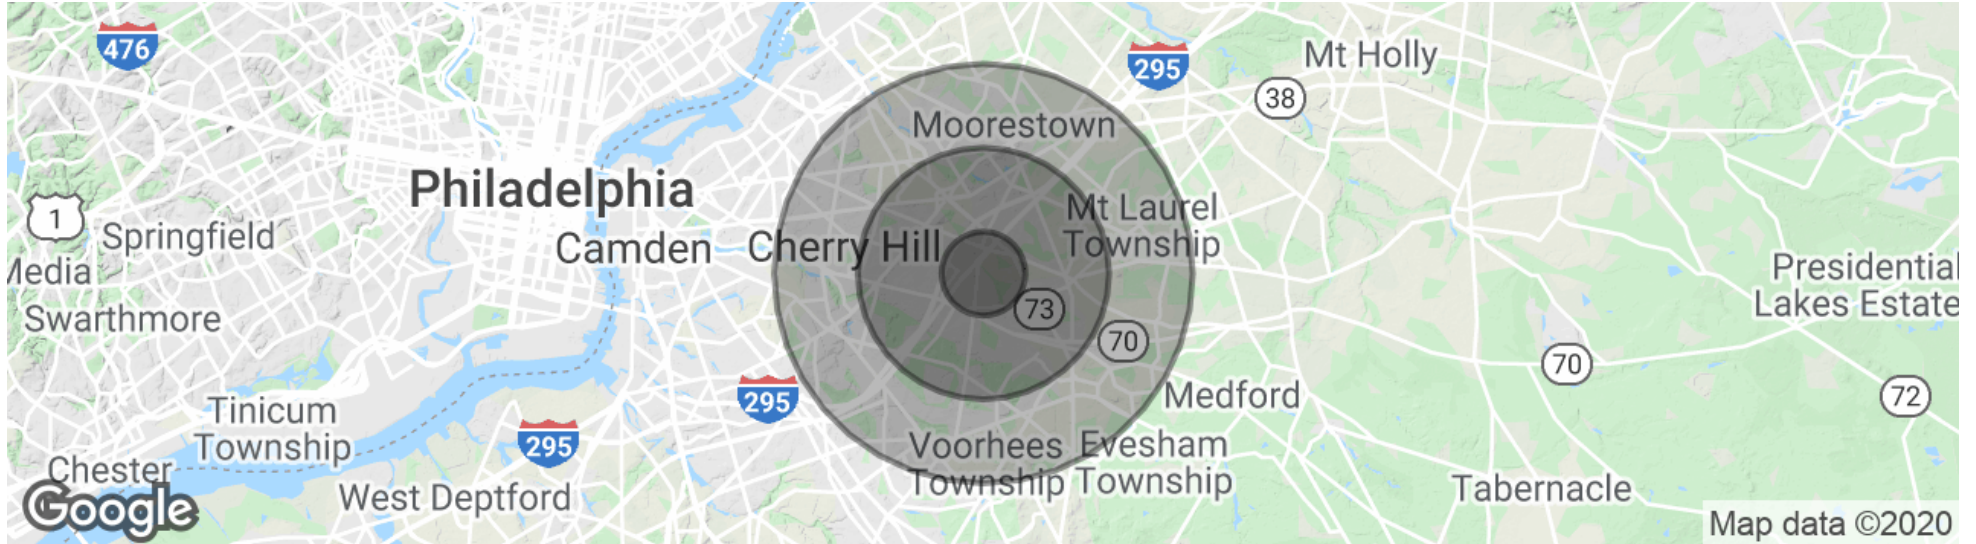 476
295
Mt Holly
38
Moorestown
Philadelphia
1
Springfield
Camden
Cherry Hill
Mt Laurel
Township
Media
Swarthmore
73
70
Presidential
Lakes Estate
70
72
295
Medford
Tinicum
Township
295
Voorhees
Township
Evesham
Township
Chester
West Deptford
Tabernacle
Google
Map data ©2020